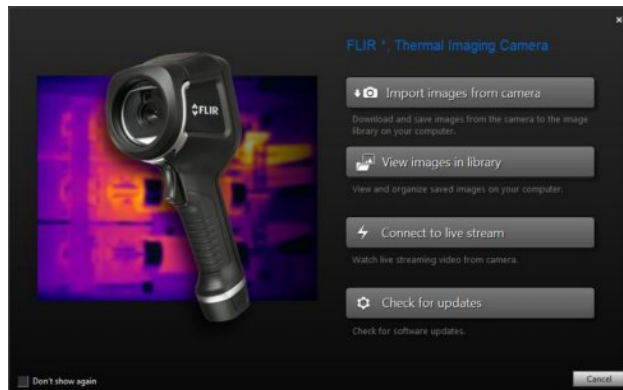 FLIR *, Thermal Imaging Camera
Import images from camera
Download and save images from the camera to the image
library on your computer.
View images in library
View and organize saved images on your computer.
Connect to live stream
Watch live streaming video from camera.
Check for updates
Check for software updates.
FLIR
Don't show again
Cancel